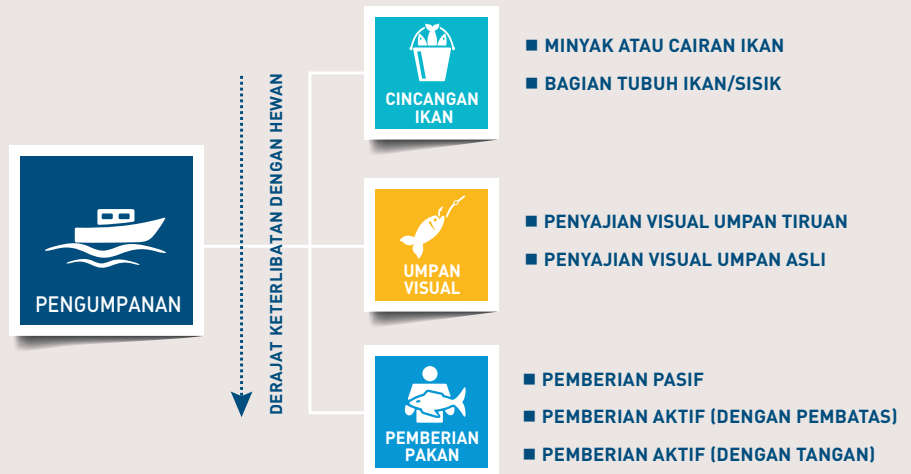 PENGUMPANAN
DERAJAT KETERLIBATAN DENGAN HEWAN
CINCANGAN
IKAN
■ MINYAK ATAU CAIRAN IKAN
■ BAGIAN TUBUH IKAN/SISIK
UMPAN
VISUAL
■ PENYAJIAN VISUAL UMPAN TIRUAN
■ PENYAJIAN VISUAL UMPAN ASLI
PEMBERIAN
PAKAN
■ PEMBERIAN PASIF
■ PEMBERIAN AKTIF (DENGAN PEMBATAS)
■ PEMBERIAN AKTIF (DENGAN TANGAN)